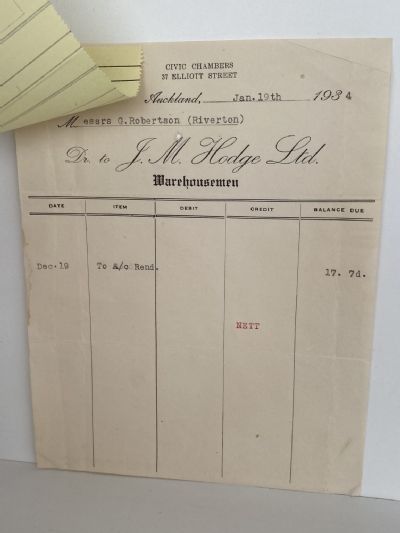 CIVIC CHAMBERS
37 ELLIOTT STREET
Auckland, Jan.19th 1934
Messrs G.Robertson (Riverton)
Dr. to J. M. Hodge Ltd.
Warehousemen
DATE ITEM DEBIT CREDIT BALANCE DUE
Dec.19 To a/c Rend. 17. 7d.
NETT